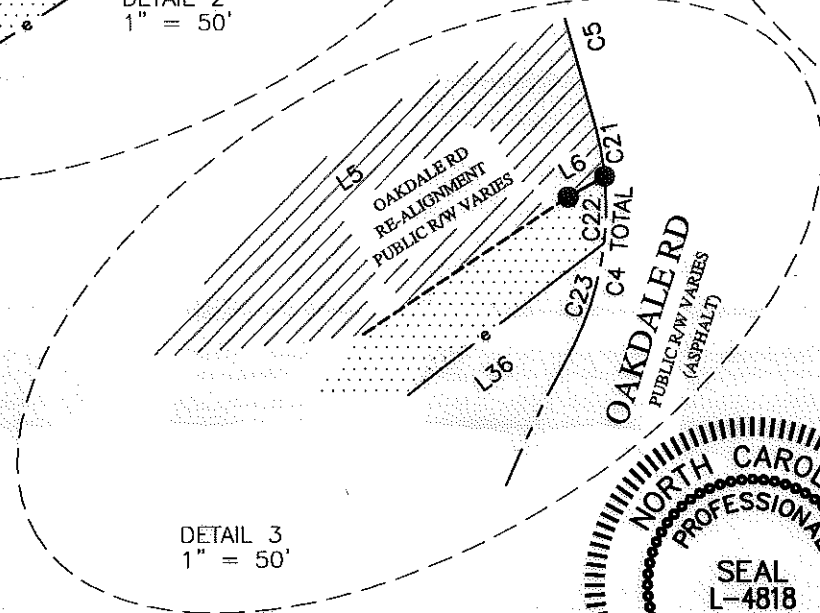 DETAIL 2
1" = 50'
e
C5
C21
L6
L5
OAKDALE RD
RE-ALIGNMENT
PUBLIC R/W VARIES
C22
C4 TOTAL
C23
e
L36
OAKDALE RD
PUBLIC R/W VARIES
(ASPHALT)
DETAIL 3
1" = 50'
NORTH CAROL
PROFESSIONAL
SEAL
L-4818